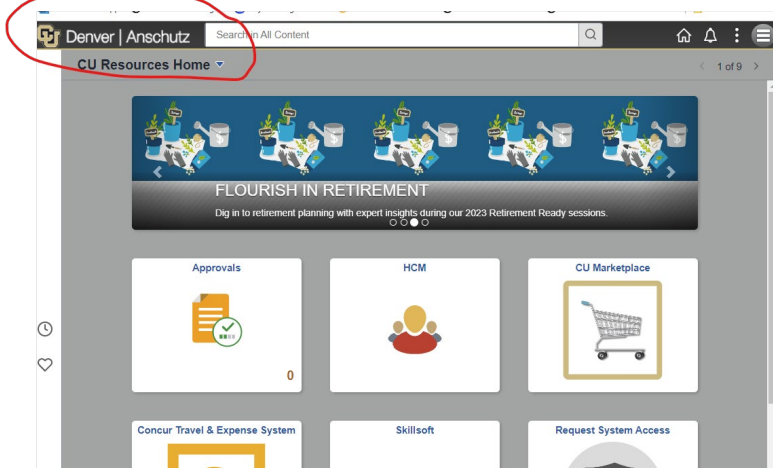 Denver | Anschutz
Search in All Content
CU Resources Home
1 of 9
FLOURISH IN RETIREMENT
Dig in to retirement planning with expert insights during our 2023 Retirement Ready sessions.
Approvals
HCM
CU Marketplace
0
Concur Travel & Expense System
Skillsoft
Request System Access